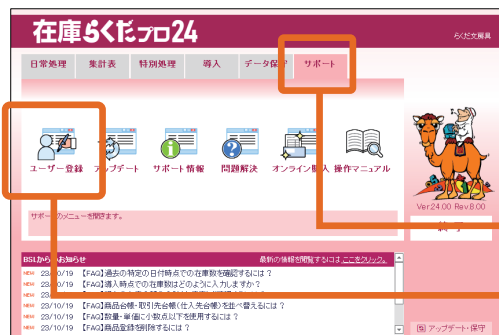 在庫らくだプロ24
らくだ文房具
日常処理 集計表 特別処理 導入 データ保守 サポート
ユーザー登録 アップデート サポート情報 問題解決 オンライン購入 操作マニュアル
Ver.24.00 Rev.8.00
サポートのメニューを開きます。
終了
BSLからのお知らせ 最新の情報を閲覧するには ここをクリック。
NEW 23/10/19 【FAQ】過去の特定の日付時点での在庫数を確認するには?
NEW 23/10/19 【FAQ】導入時点での在庫数はどのように入力しますか?
NEW 23/10/19 【FAQ】商品台帳・取引先台帳(仕入先台帳)を並べ替えるには?
NEW 23/10/19 【FAQ】数量・単価に小数点以下を使用するには?
NEW 23/10/19 【FAQ】商品登録を削除するには?
アップデート・保守